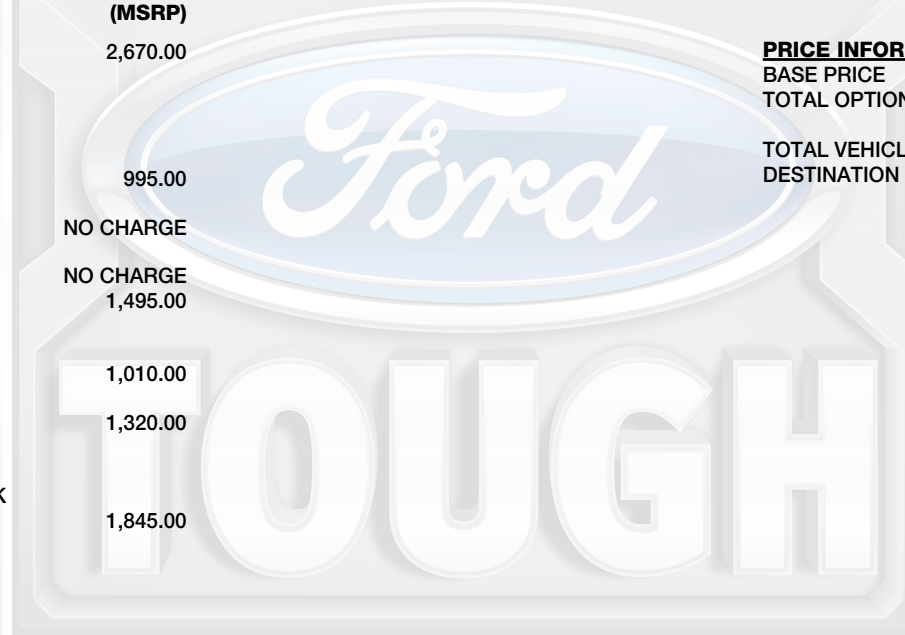 (MSRP)
2,670.00
995.00
NO CHARGE
NO CHARGE
1,495.00
1,010.00
1,320.00
1,845.00
PRICE INFOR
BASE PRICE
TOTAL OPTION
TOTAL VEHICL
DESTINATION
K
Ford
TOUGH